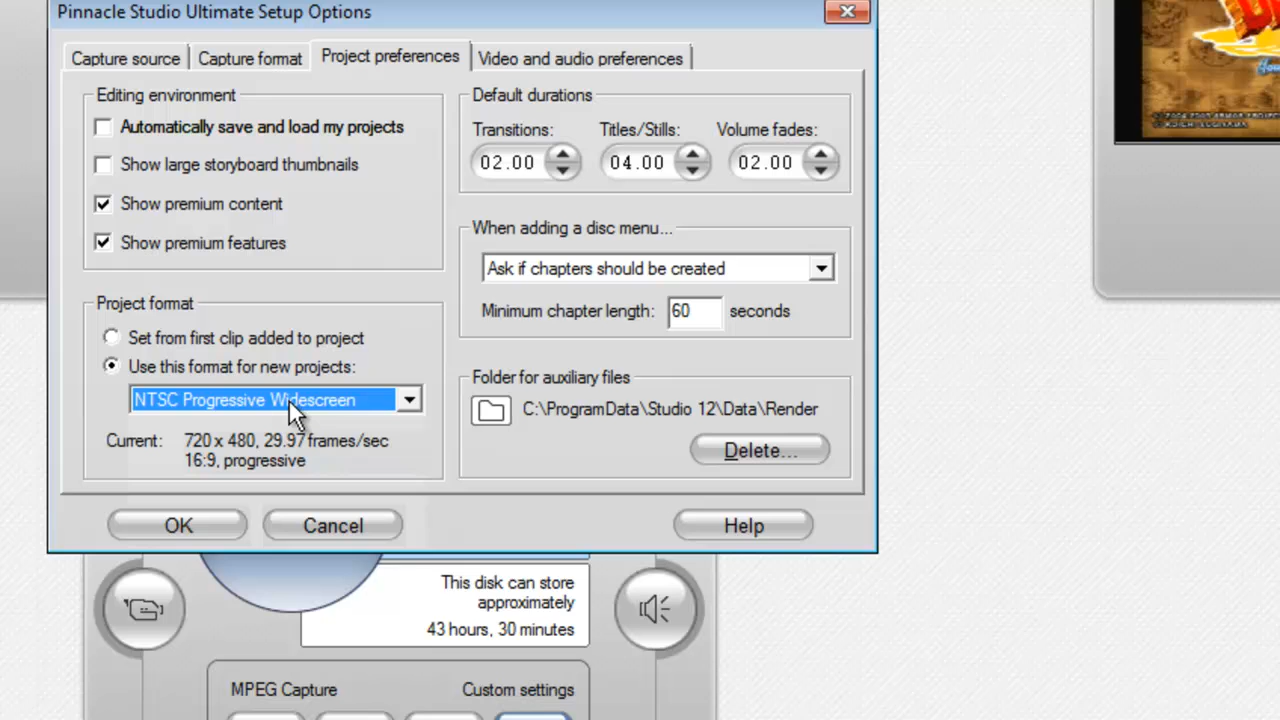 Pinnacle Studio Ultimate Setup Options
Capture source
Capture format
Project preferences
Video and audio preferences
Editing environment
Automatically save and load my projects
Show large storyboard thumbnails
Show premium content
Show premium features
Project format
Set from first clip added to project
Use this format for new projects:
NTSC Progressive Widescreen
Current: 720 x 480, 29.97 frames/sec
16:9, progressive
Default durations
Transitions: Titles/Stills: Volume fades:
02.00 04.00 02.00
When adding a disc menu...
Ask if chapters should be created
Minimum chapter length: 60 seconds
Folder for auxiliary files
C:\ProgramData\Studio 12\Data\Render
Delete...
OK
Cancel
Help
This disk can store
approximately
43 hours, 30 minutes
MPEG Capture
Custom settings